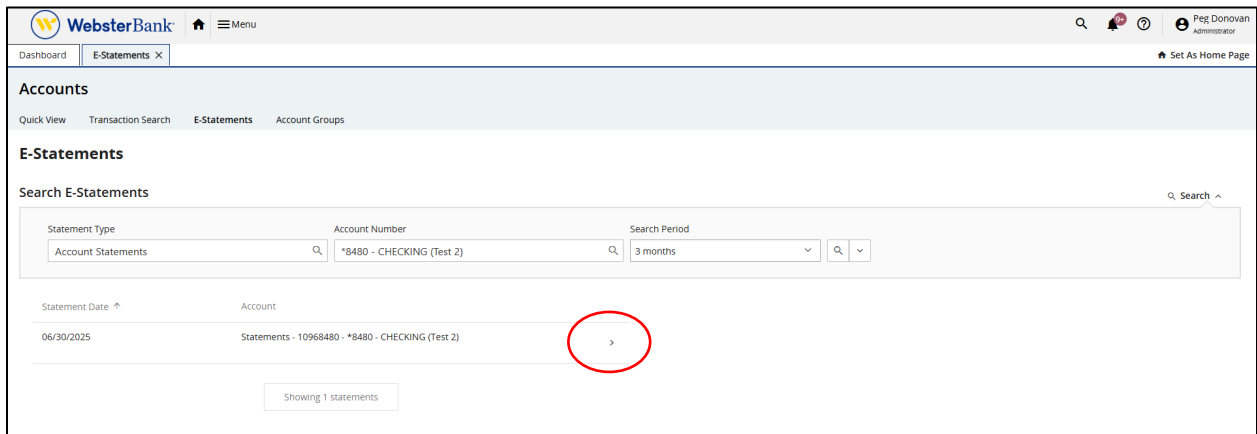 WebsterBank Menu 9+ Peg Donovan
Administrator
Dashboard E-Statements Set As Home Page
Accounts
Quick View Transaction Search E-Statements Account Groups
E-Statements
Search E-Statements Search
Statement Type Account Number Search Period
Account Statements *8480 - CHECKING (Test 2) 3 months
Statement Date Account
06/30/2025 Statements - 10968480 - *8480 - CHECKING (Test 2)
Showing 1 statements